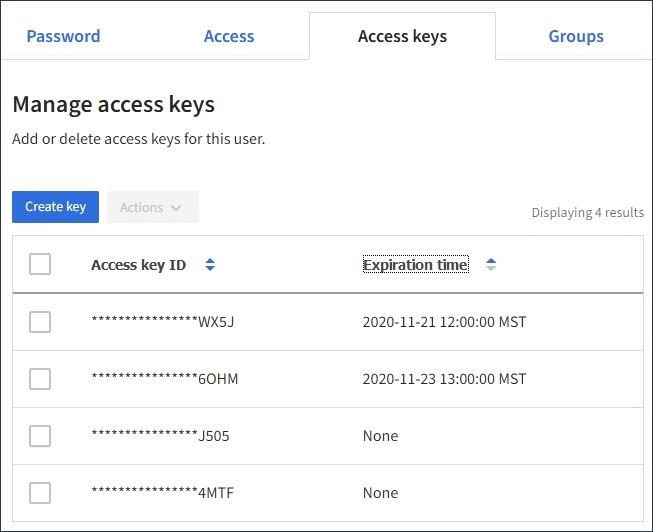 Password Access Access keys Groups
Manage access keys
Add or delete access keys for this user.
Create key Actions Displaying 4 results
Access key ID Expiration time
****************WX5J 2020-11-21 12:00:00 MST
****************6OHM 2020-11-23 13:00:00 MST
****************J505 None
****************4MTF None